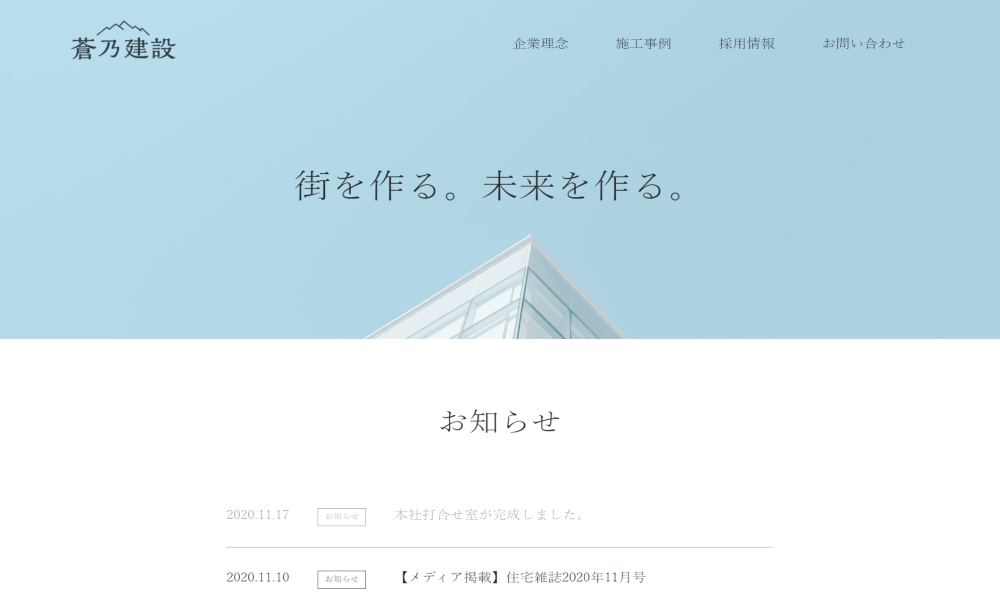 蒼乃建設
企業理念 施工事例 採用情報 お問い合わせ
街を作る。未来を作る。
お知らせ
2020.11.17 お知らせ 本社打合せ室が完成しました。
2020.11.10 お知らせ 【メディア掲載】住宅雑誌2020年11月号